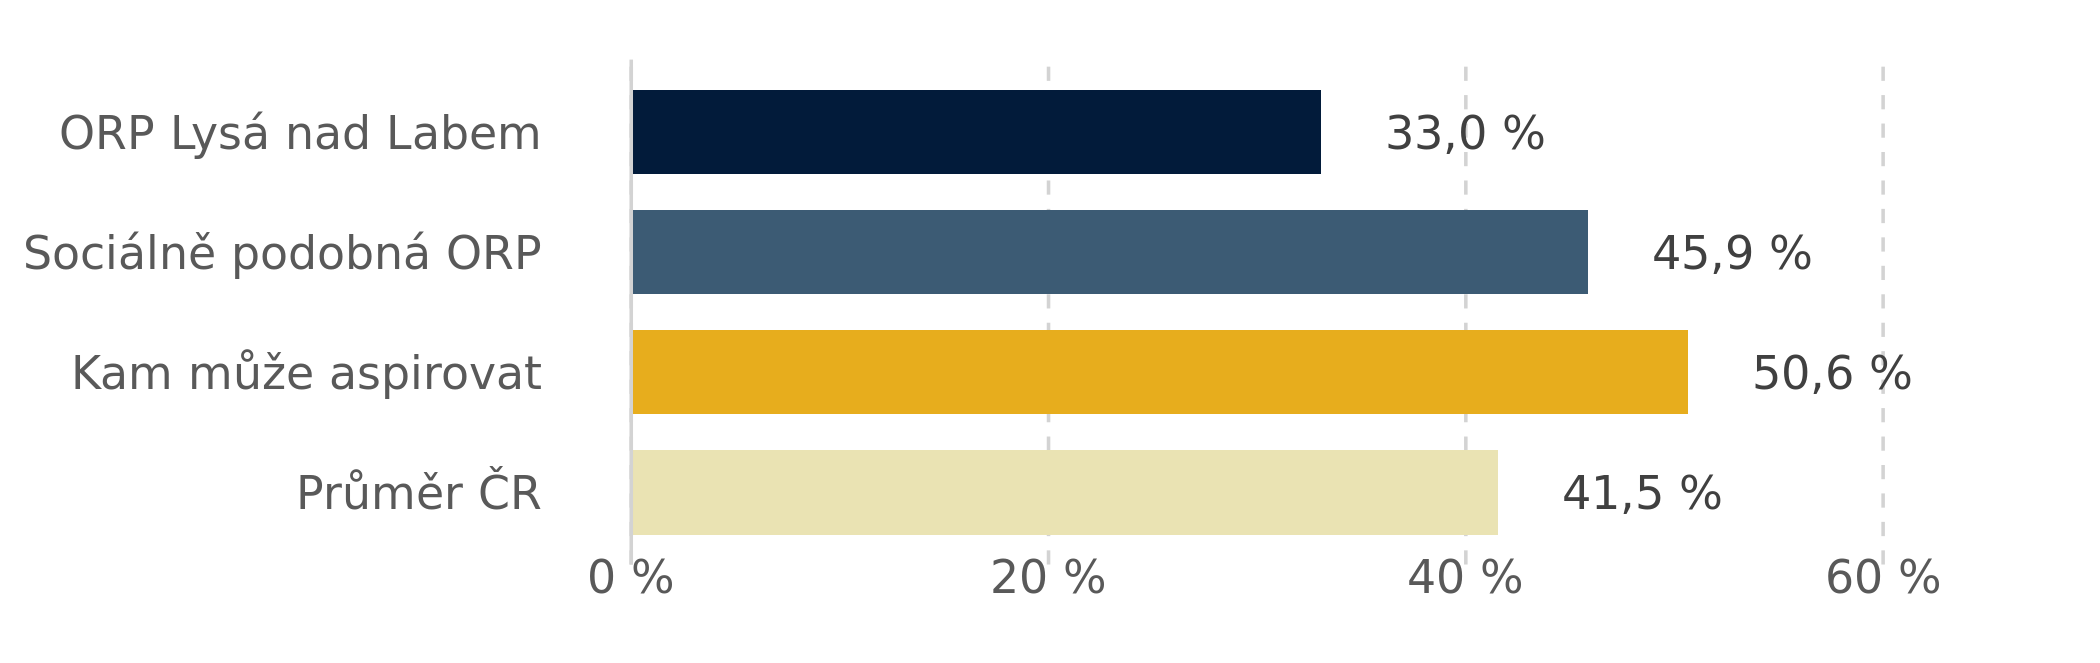 ORP Lysá nad Labem 33,0 %
Sociálně podobná ORP 45,9 %
Kam může aspirovat 50,6 %
Průměr ČR 41,5 %
0 % 20 % 40 % 60 %